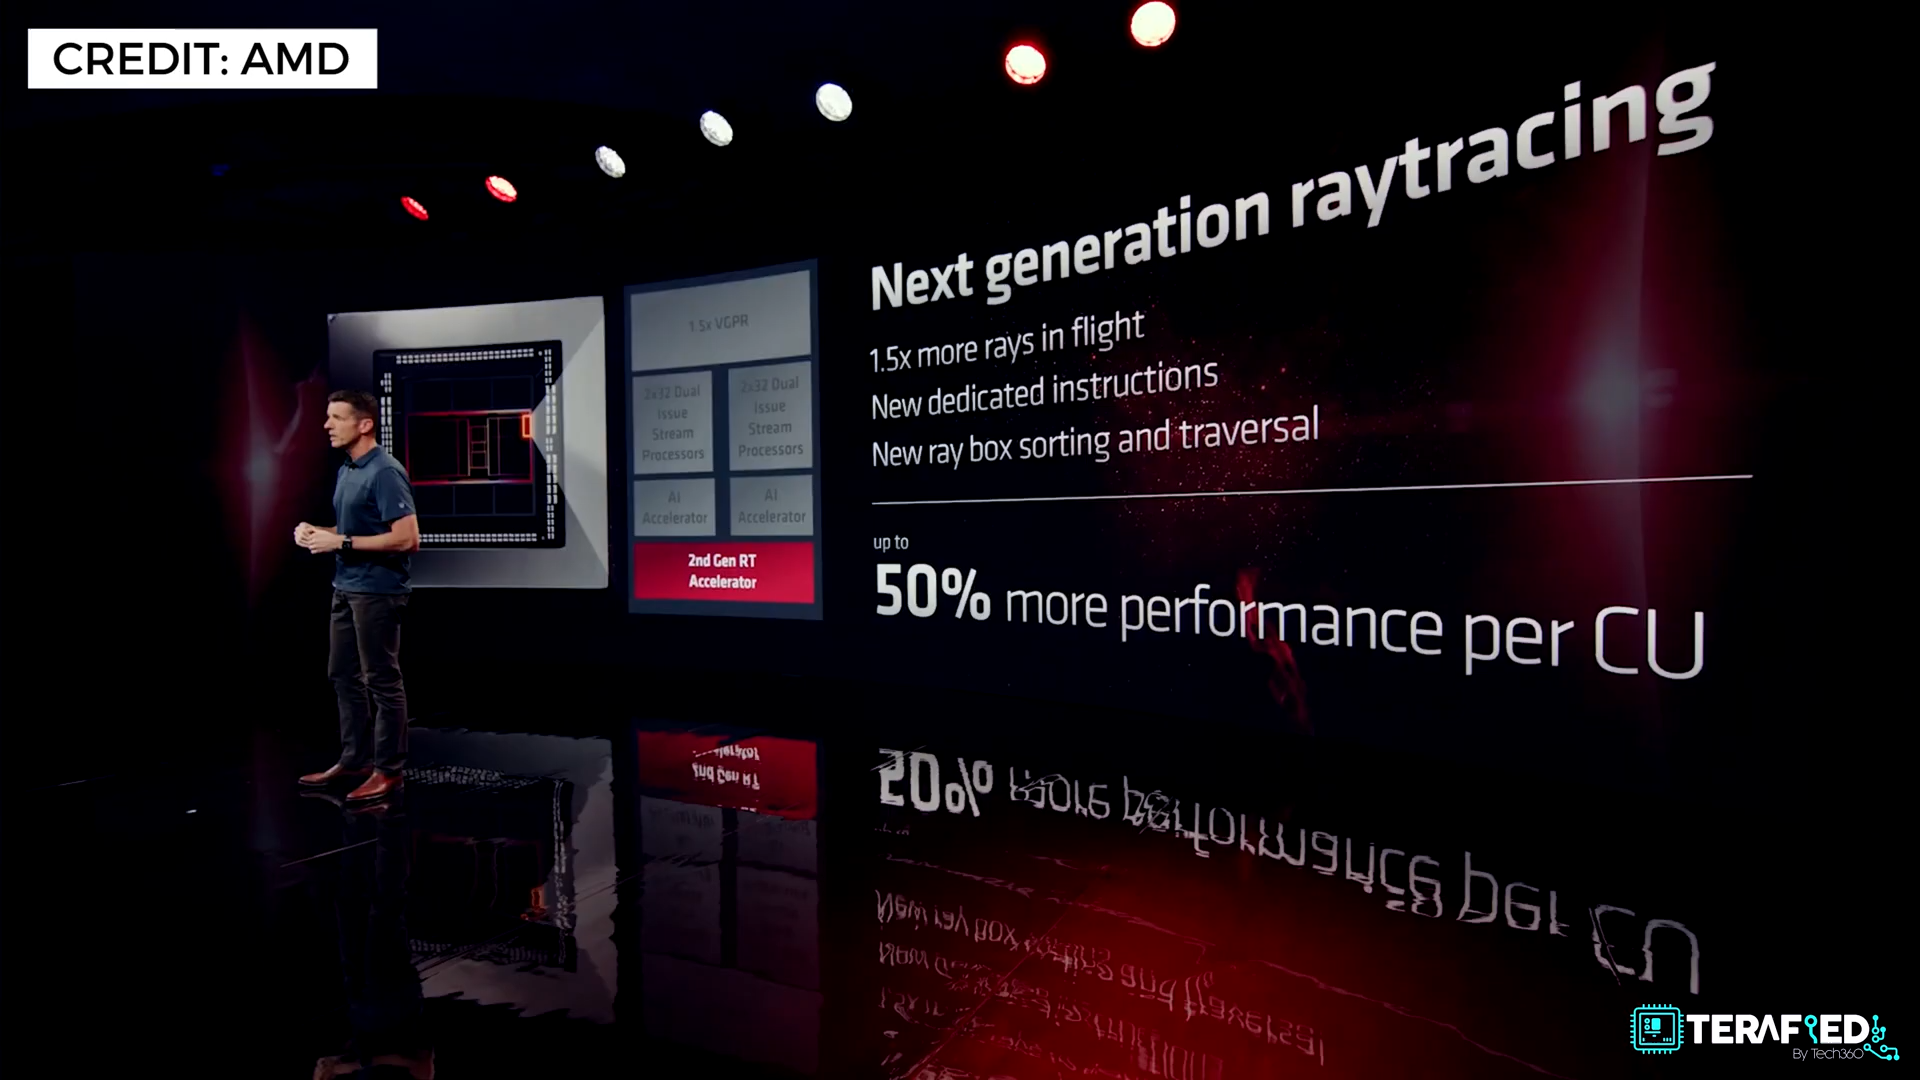 CREDIT: AMD
Next generation raytracing
1.5x more rays in flight
New dedicated instructions
New ray box sorting and traversal
up to
50% more performance per CU
1.5x VGPR
2x32 Dual
Issue
Stream
Processors
2x32 Dual
Issue
Stream
Processors
AI
Accelerator
AI
Accelerator
2nd Gen RT
Accelerator
TERAFIED
By Tech360